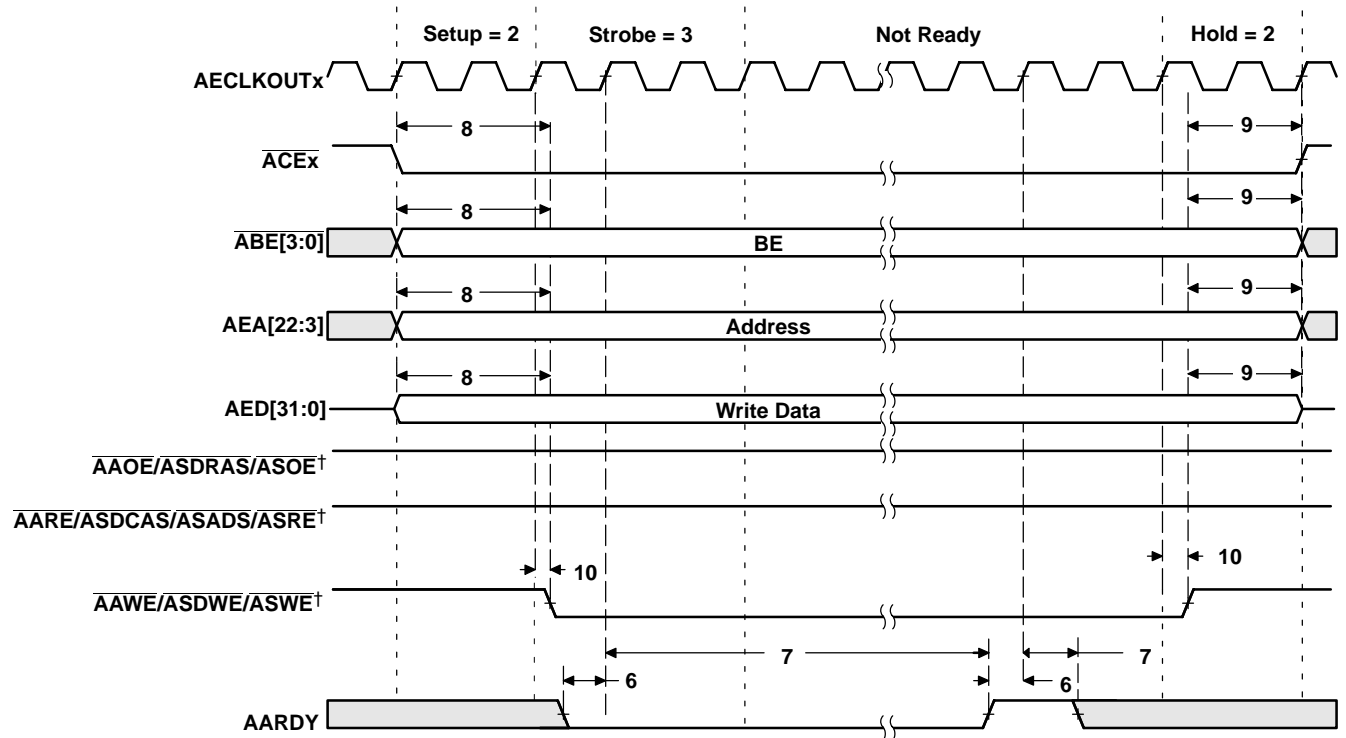 Setup = 2 Strobe = 3 Not Ready Hold = 2
AECLKOUTx
8 9
ACEx
8 9
ABE[3:0] BE
8 9
AEA[22:3] Address
8 9
AED[31:0] Write Data
AAOE/ASDRAS/ASOE†
AARE/ASDCAS/ASADS/ASRE†
10 10
AAWE/ASDWE/ASWE†
7 7
6 6
AARDY